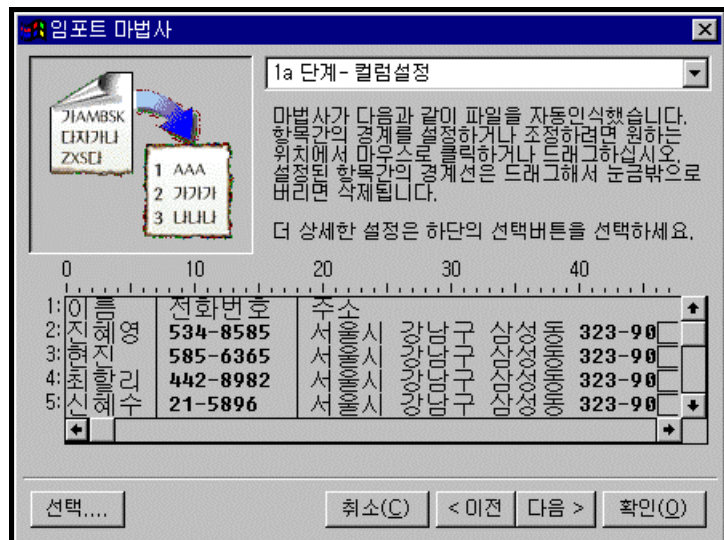 임포트 마법사
1a 단계- 컬럼설정
가AMBSK
다자가나
ZXS다
1 AAA
2 가가가
3 나나나
마법사가 다음과 같이 파일을 자동인식했습니다.
항목간의 경계를 설정하거나 조정하려면 원하는
위치에서 마우스로 클릭하거나 드래그하십시오.
설정된 항목간의 경계선은 드래그해서 눈금밖으로
버리면 삭제됩니다.
더 상세한 설정은 하단의 선택버튼을 선택하세요.
0 10 20 30 40
1: 이름 전화번호 주소
2: 진혜영 534-8585 서울시 강남구 삼성동 323-90
3: 현진 585-6365 서울시 강남구 삼성동 323-90
4: 최할리 442-8982 서울시 강남구 삼성동 323-90
5: 신혜수 21-5896 서울시 강남구 삼성동 323-90
선택.... 취소(C) < 이전 다음 > 확인(O)